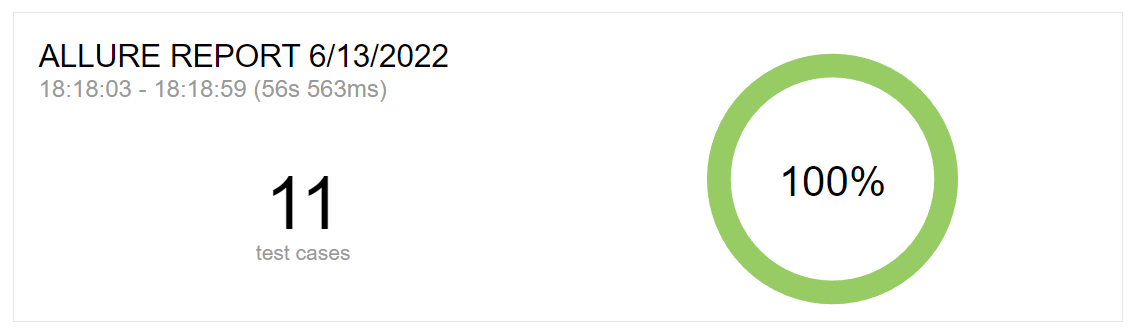 ALLURE REPORT 6/13/2022
18:18:03 - 18:18:59 (56s 563ms)
11
test cases
100%